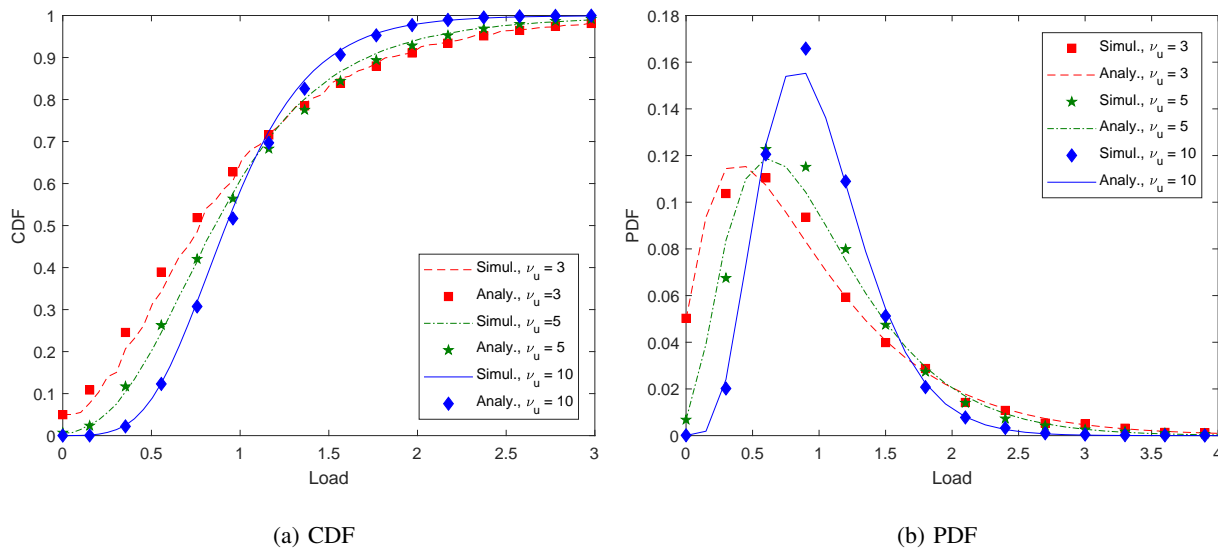 1
0.9
0.8
0.7
0.6
0.5
0.4
0.3
0.2
0.1
0
CDF
0 0.5 1 1.5 2 2.5 3
Load
Simul., ν_u = 3
Analy., ν_u =3
Simul., ν_u =5
Analy., ν_u = 5
Simul., ν_u = 10
Analy., ν_u = 10
(a) CDF
0.18
0.16
0.14
0.12
0.1
0.08
0.06
0.04
0.02
0
PDF
0 0.5 1 1.5 2 2.5 3 3.5 4
Load
Simul., ν_u = 3
Analy., ν_u = 3
Simul., ν_u = 5
Analy., ν_u = 5
Simul., ν_u = 10
Analy., ν_u = 10
(b) PDF